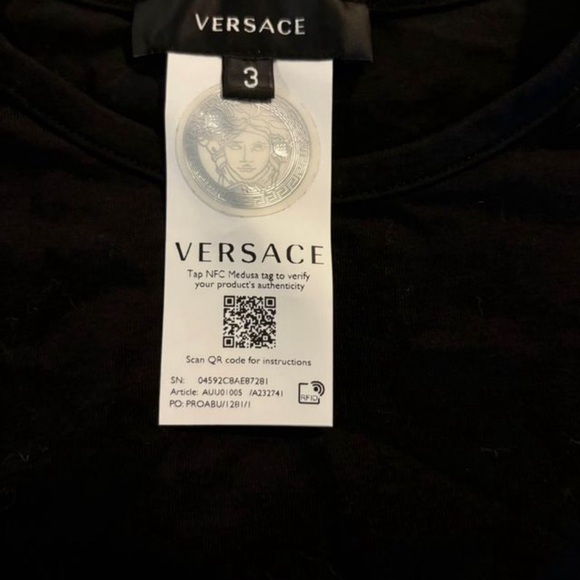 VERSACE
3
VERSACE
Tap NFC Medusa tag to verify
your product's authenticity
Scan QR code for instructions
SN: 04592C8AEB7281
Article: AUU01005 /A232741
PO: PROABU/1281/1
RFID